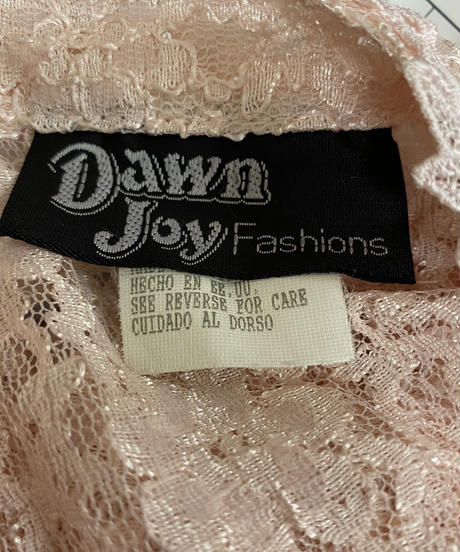 Dawn
Joy Fashions
HECHO EN EE.UU.
SEE REVERSE FOR CARE
CUIDADO AL DORSO